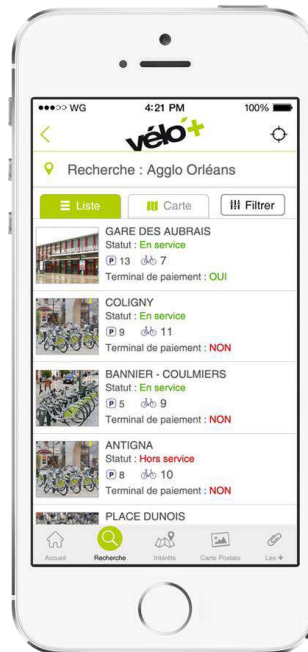 WG 4:21 PM 100%
vélo'+
Recherche : Agglo Orléans
Liste Carte Filtrer
GARE DES AUBRAIS
Statut : En service
P 13 7
Terminal de paiement : OUI
COLIGNY
Statut : En service
P 9 11
Terminal de paiement : NON
BANNIER - COULMIERS
Statut : En service
P 5 9
Terminal de paiement : NON
ANTIGNA
Statut : Hors service
P 8 10
Terminal de paiement : NON
PLACE DUNOIS
Accueil Recherche Intérêts Carte Postale Les +